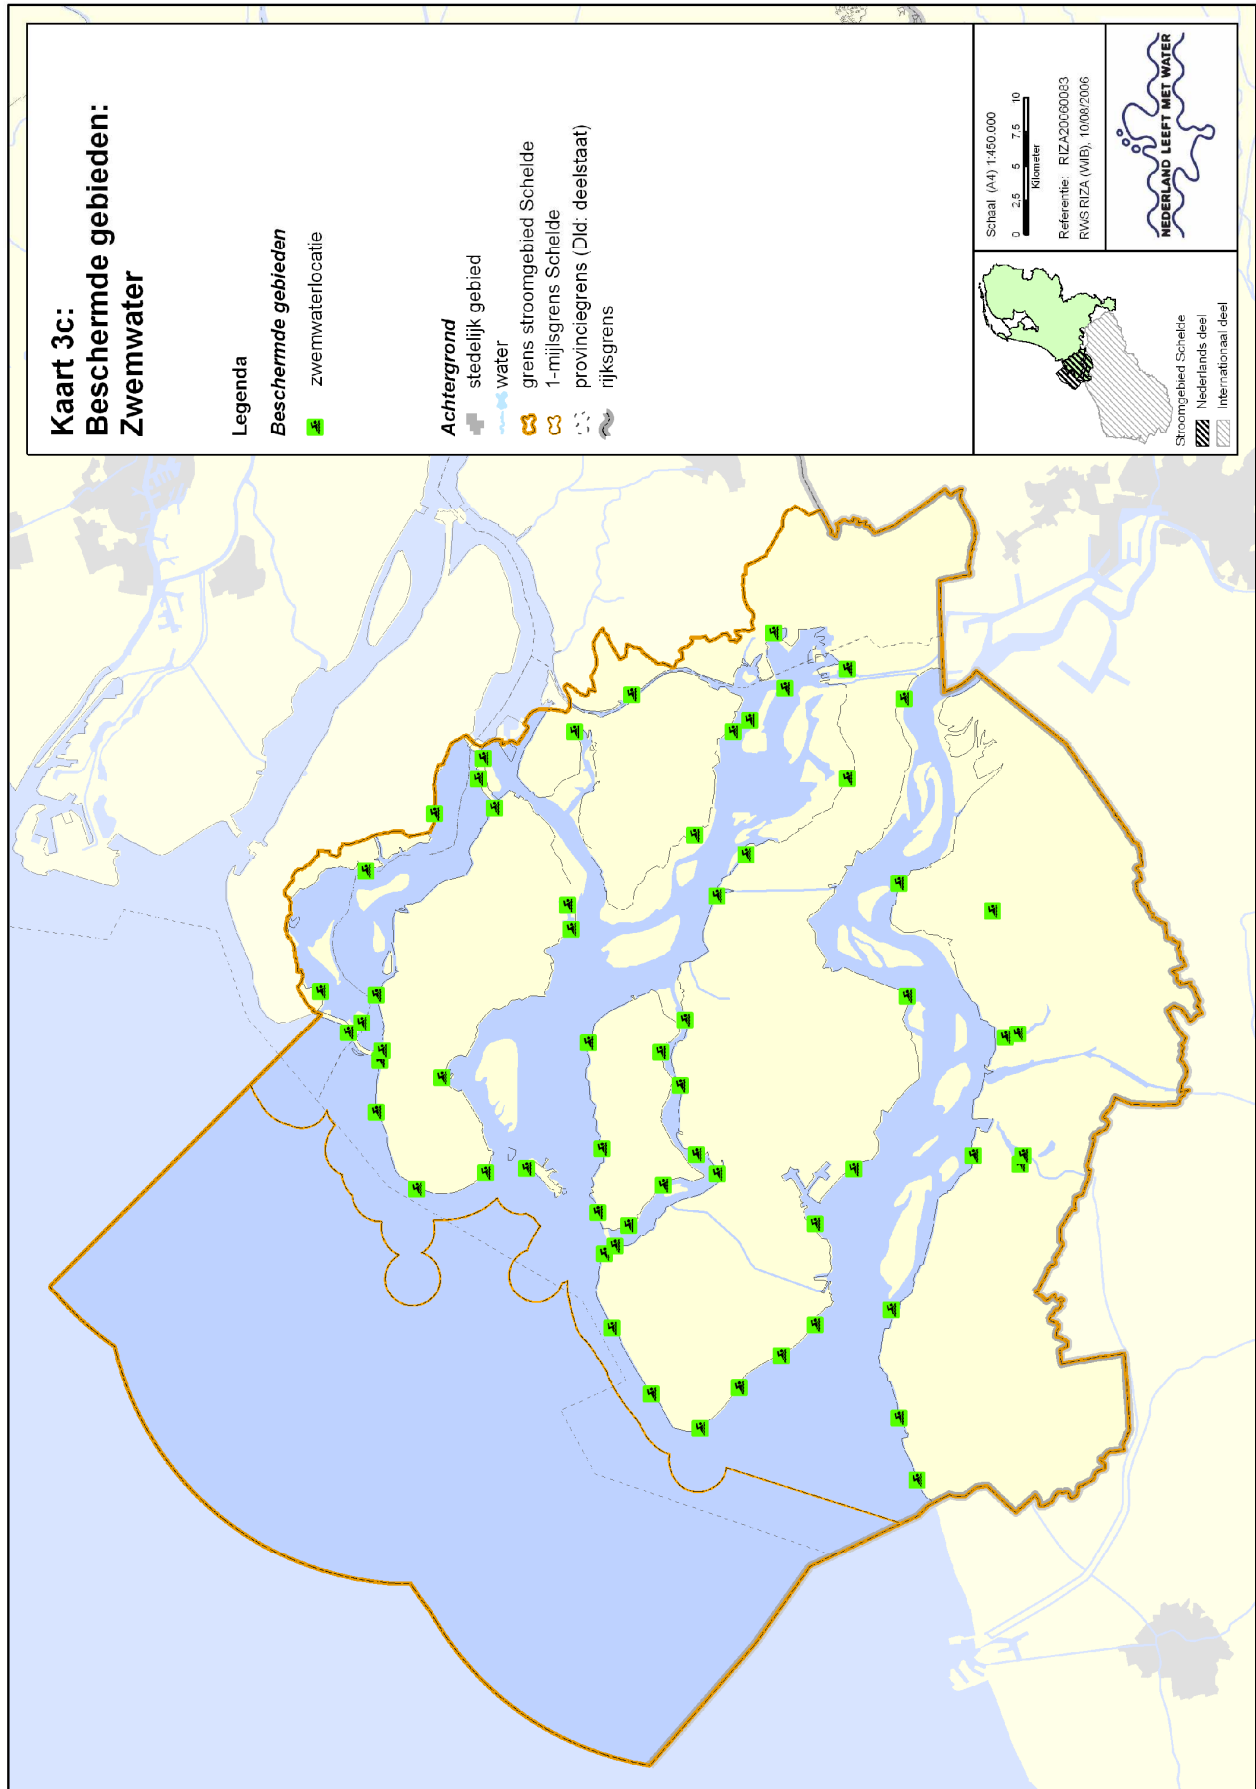 Kaart 3c:
Beschermde gebieden:
Zwemwater
Legenda
Beschermde gebieden
zwemwaterlocatie
Achtergrond
stedelijk gebied
water
grens stroomgebied Schelde
1-mijlsgrens Schelde
provinciegrens (Dld: deelstaat)
rijksgrens
Stroomgebied Schelde
Nederlands deel
Internationaal deel
Schaal (A4) 1:450.000
0 2,5 5 7,5 10
Kilometer
Referentie: RIZA20060083
RWS RIZA (WIB), 10/08/2006
NEDERLAND LEEFT MET WATER